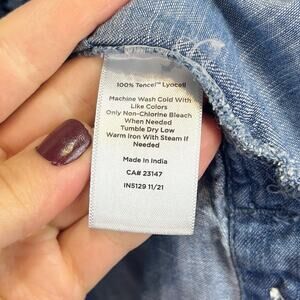 100% Tencel™ Lyocell
Machine Wash Cold With
Like Colors
Only Non-Chlorine Bleach
When Needed
Tumble Dry Low
Warm Iron With Steam If
Needed
Made In India
CA# 23147
IN5129 11/21